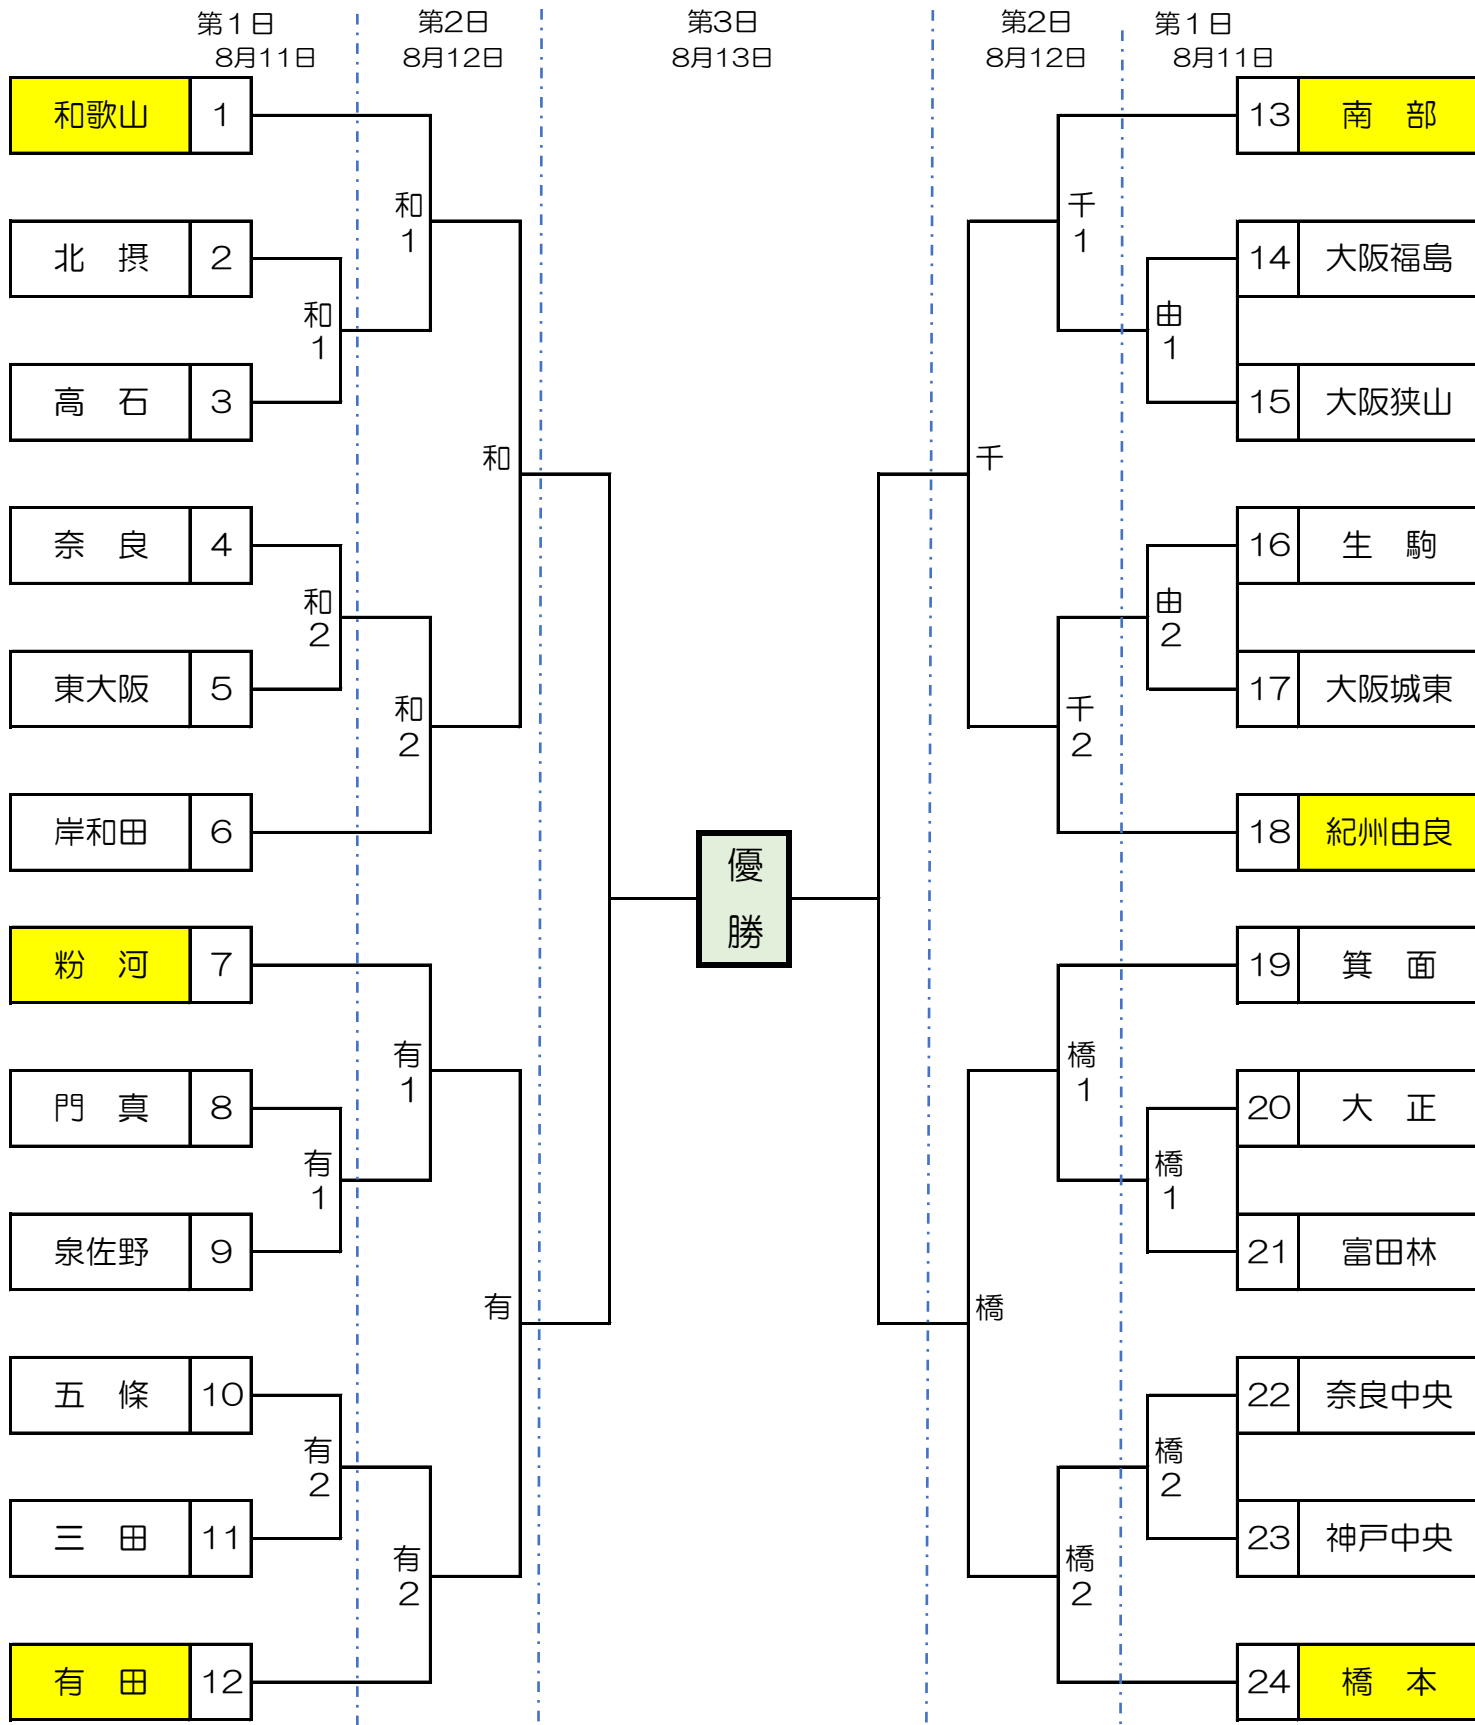 第1日
8月11日
第2日
8月12日
第3日
8月13日
第2日
8月12日
第1日
8月11日
和歌山 1
北 摂 2
高 石 3
奈 良 4
東大阪 5
岸和田 6
粉 河 7
門 真 8
泉佐野 9
五 條 10
三 田 11
有 田 12
和1
和2
有1
有2
和1
和2
有1
有2
和
有
優勝
千
橋
千1
千2
橋1
橋2
由1
由2
橋1
橋2
13 南 部
14 大阪福島
15 大阪狭山
16 生 駒
17 大阪城東
18 紀州由良
19 箕 面
20 大 正
21 富田林
22 奈良中央
23 神戸中央
24 橋 本